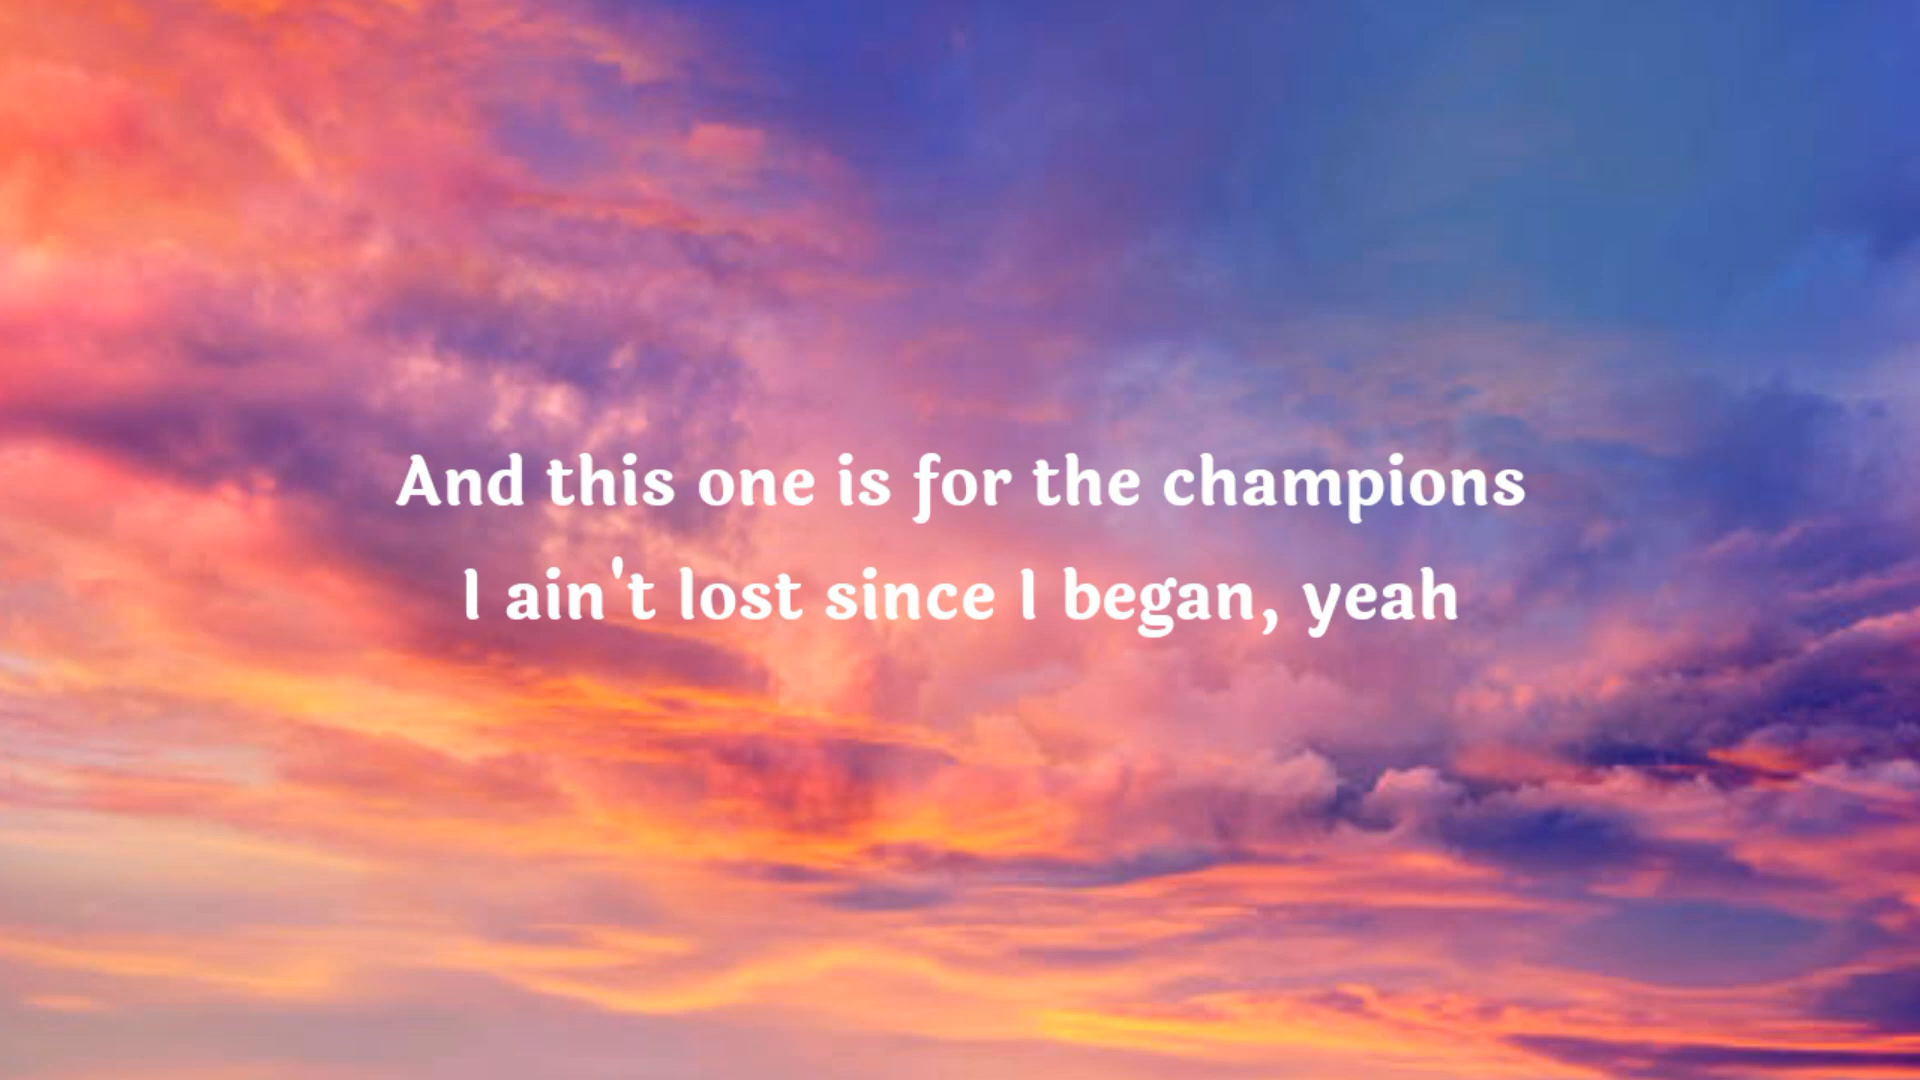 And this one is for the champions
I ain't lost since I began, yeah